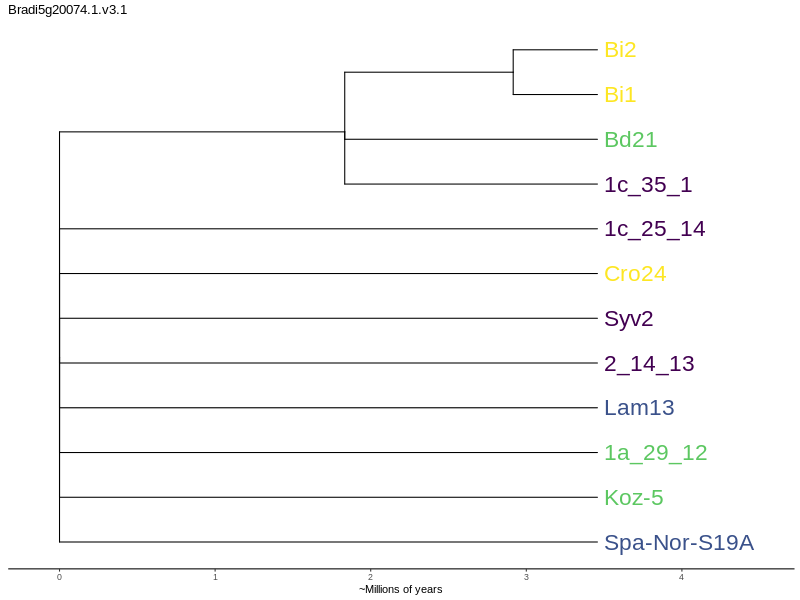 Bradi5g20074.1.v3.1
Bi2
Bi1
Bd21
1c_35_1
1c_25_14
Cro24
Syv2
2_14_13
Lam13
1a_29_12
Koz-5
Spa-Nor-S19A
0 1 2 3 4
~Millions of years